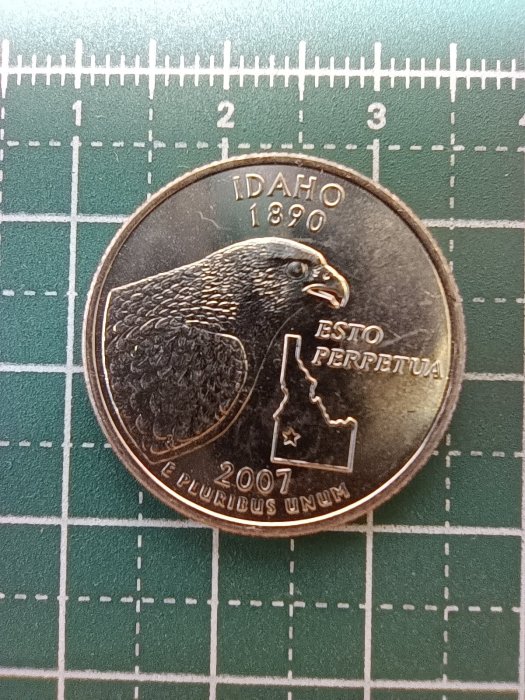 1 2 3
IDAHO
1890
ESTO
PERPETUA
2007
E PLURIBUS UNUM